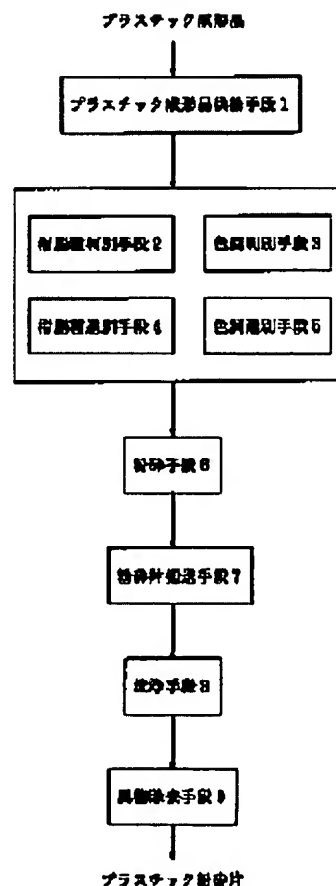 プラスチック成形品
プラスチック成形品供給手段1
樹脂種判別手段2
色調判別手段3
樹脂種選別手段4
色調選別手段5
粉砕手段6
粉砕片輸送手段7
洗浄手段8
異物除去手段9
プラスチック粉砕片